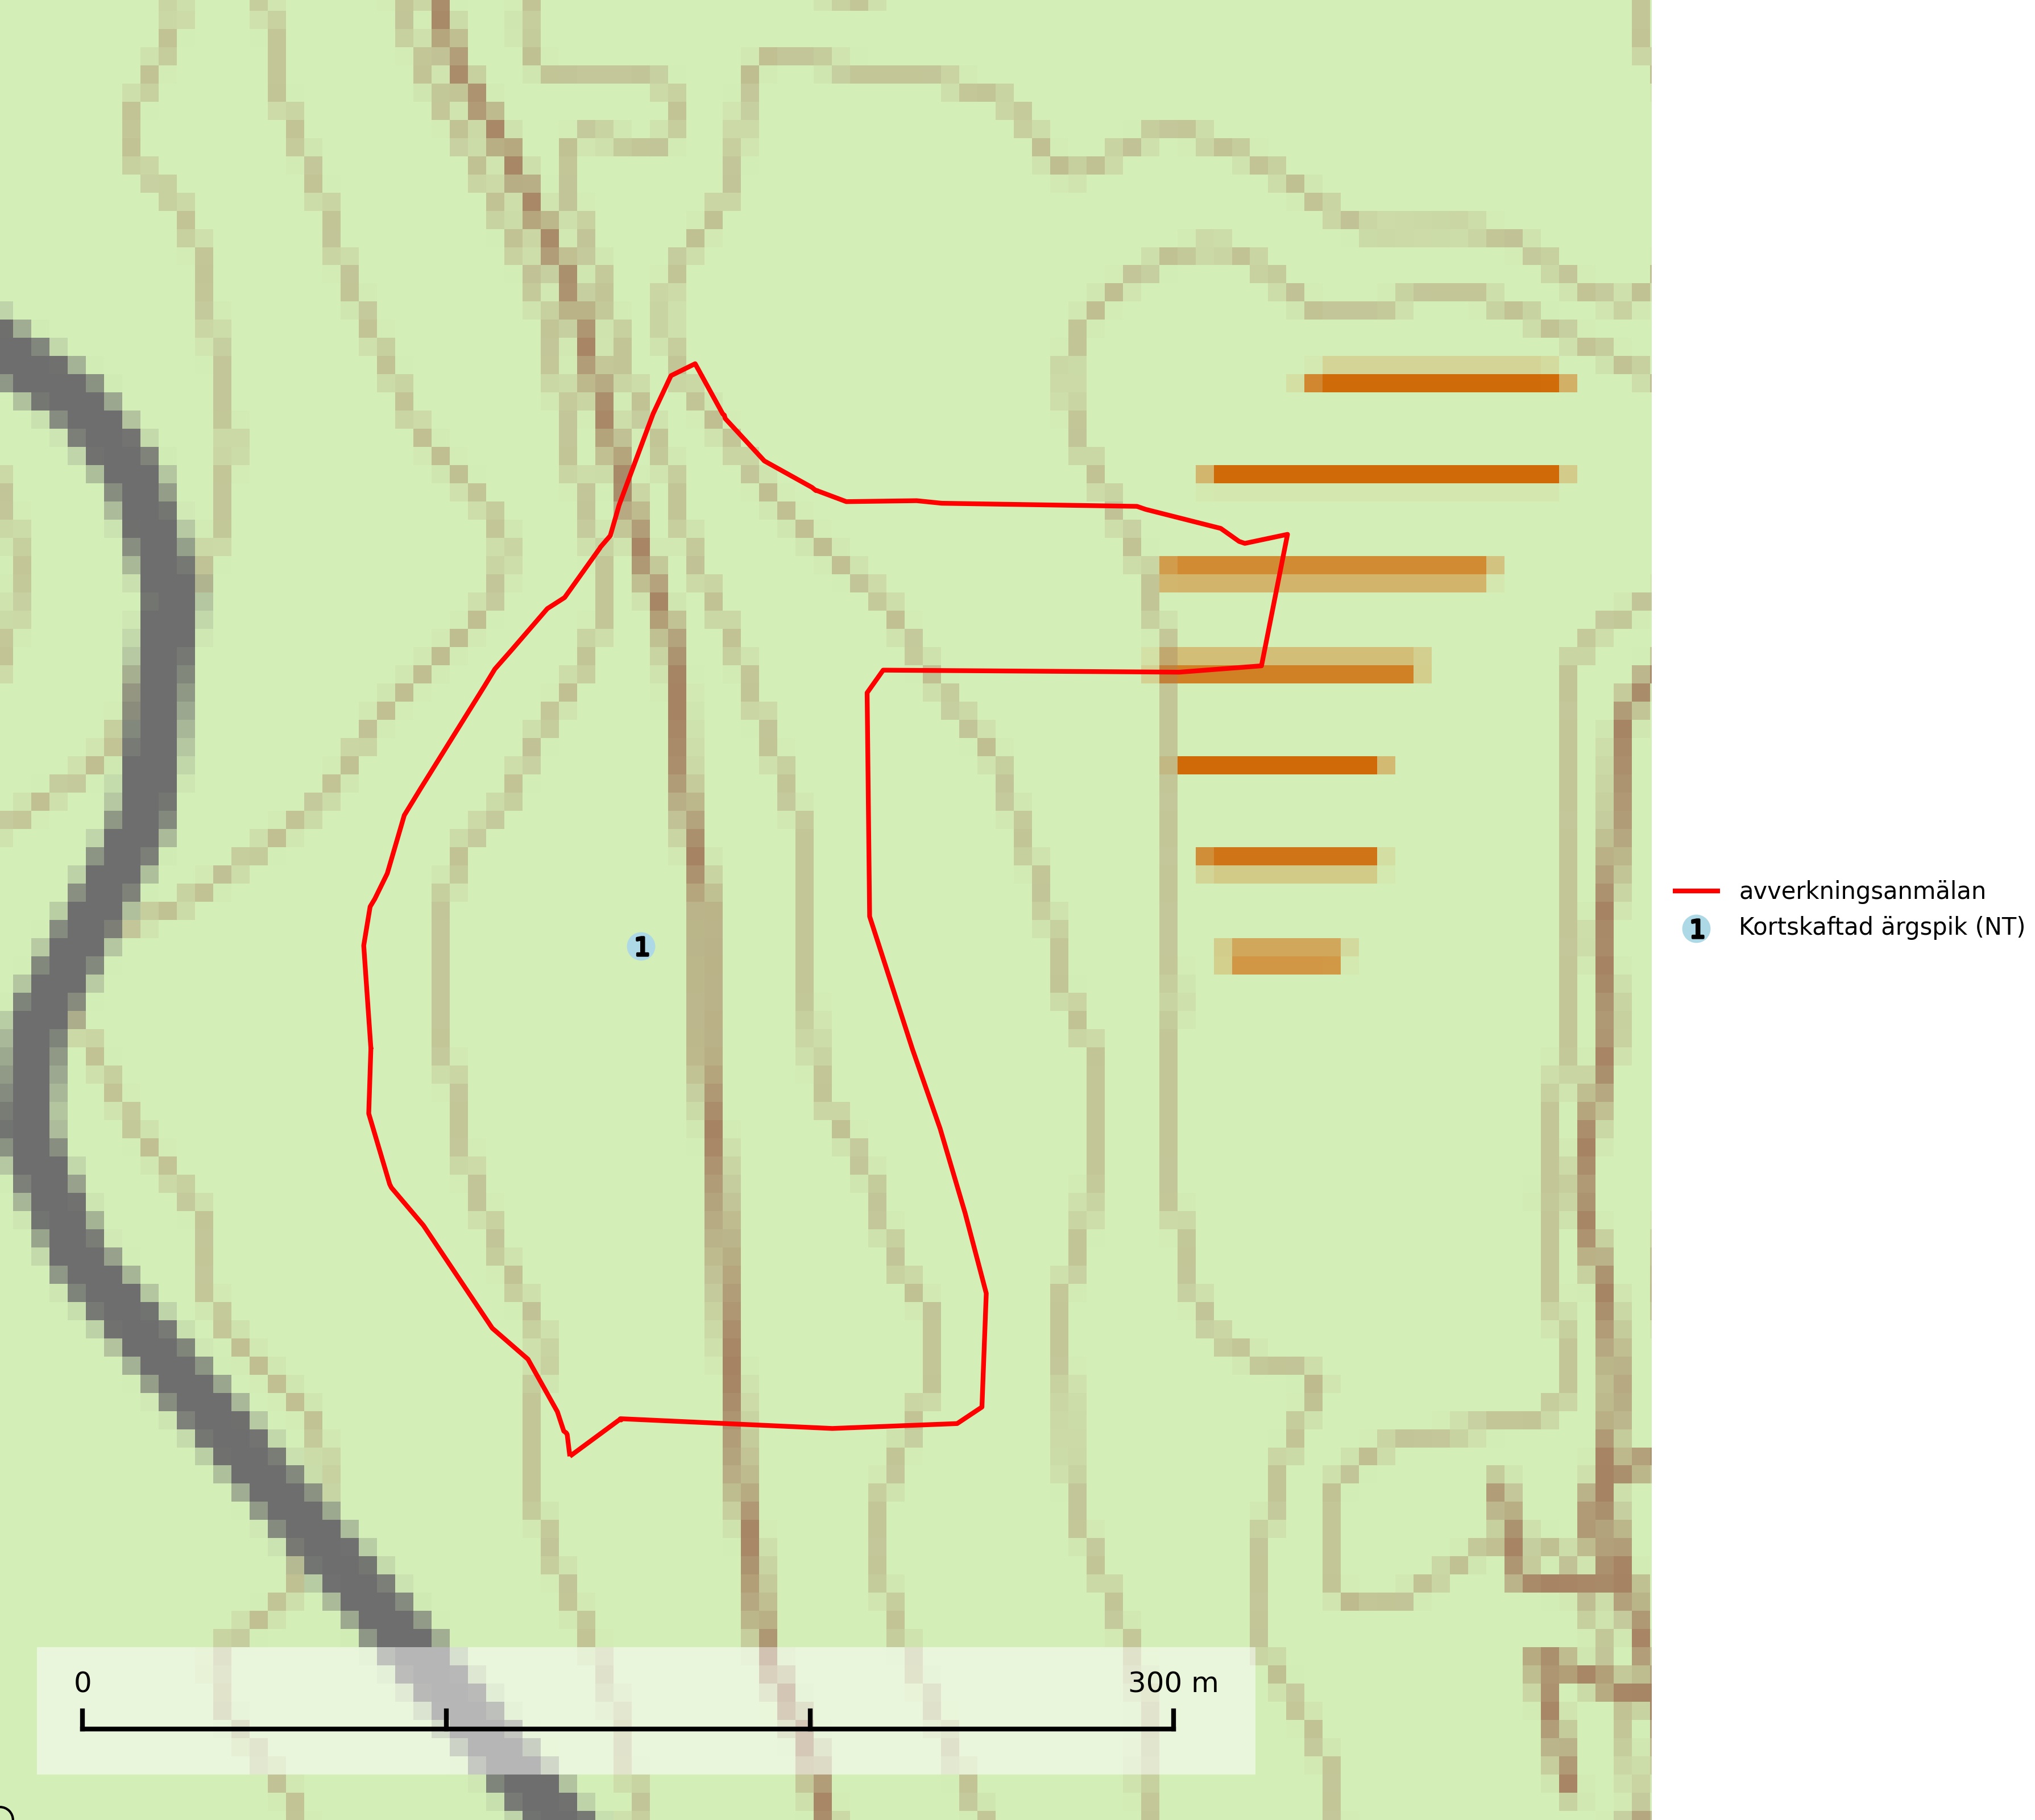 avverkningsanmälan
1 Kortskaftad ärgspik (NT)
1
0 300 m